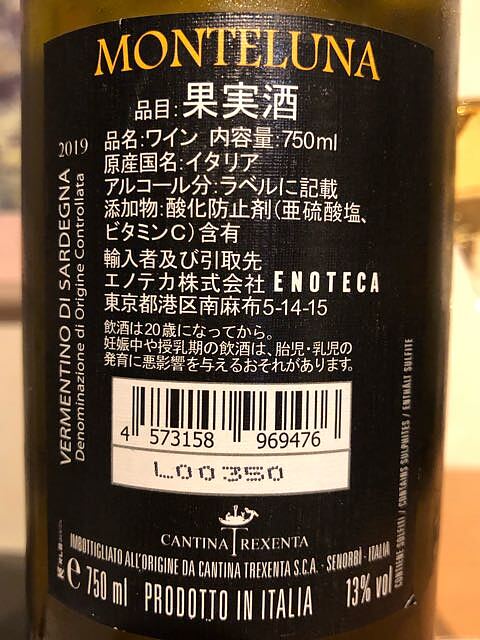 MONTELUNA
品目:果実酒
品名:ワイン 内容量:750ml
原産国名:イタリア
アルコール分:ラベルに記載
添加物:酸化防止剤(亜硫酸塩、
ビタミンC)含有
輸入者及び引取先
エノテカ株式会社 ENOTECA
東京都港区南麻布5-14-15
飲酒は20歳になってから。
妊娠中や授乳期の飲酒は、胎児・乳児の
発育に悪影響を与えるおそれがあります。
2019
VERMENTINO DI SARDEGNA
Denominazione di Origine Controllata
4 573158 969476
L00350
CANTINA TREXENTA
IMBOTTIGLIATO ALL'ORIGINE DA CANTINA TREXENTA S.C.A. - SENORBÌ - ITALIA
e 750 ml PRODOTTO IN ITALIA 13% vol
CONTIENE SOLFITI / CONTAINS SULPHITES / ENTHÄLT SULFITE